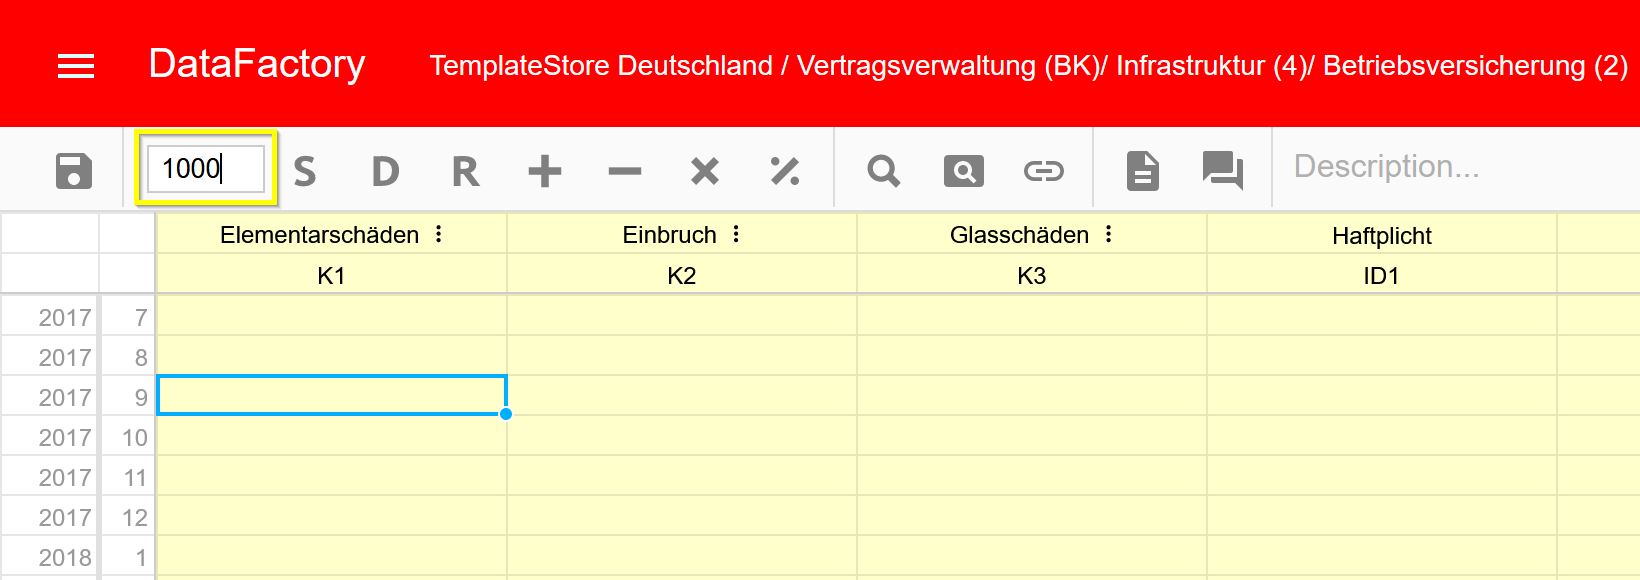 DataFactory TemplateStore Deutschland / Vertragsverwaltung (BK)/ Infrastruktur (4)/ Betriebsversicherung (2)
1000 S D R + − × ٪ Description...
Elementarschäden Einbruch Glasschäden Haftplicht
K1 K2 K3 ID1
2017 7
2017 8
2017 9
2017 10
2017 11
2017 12
2018 1